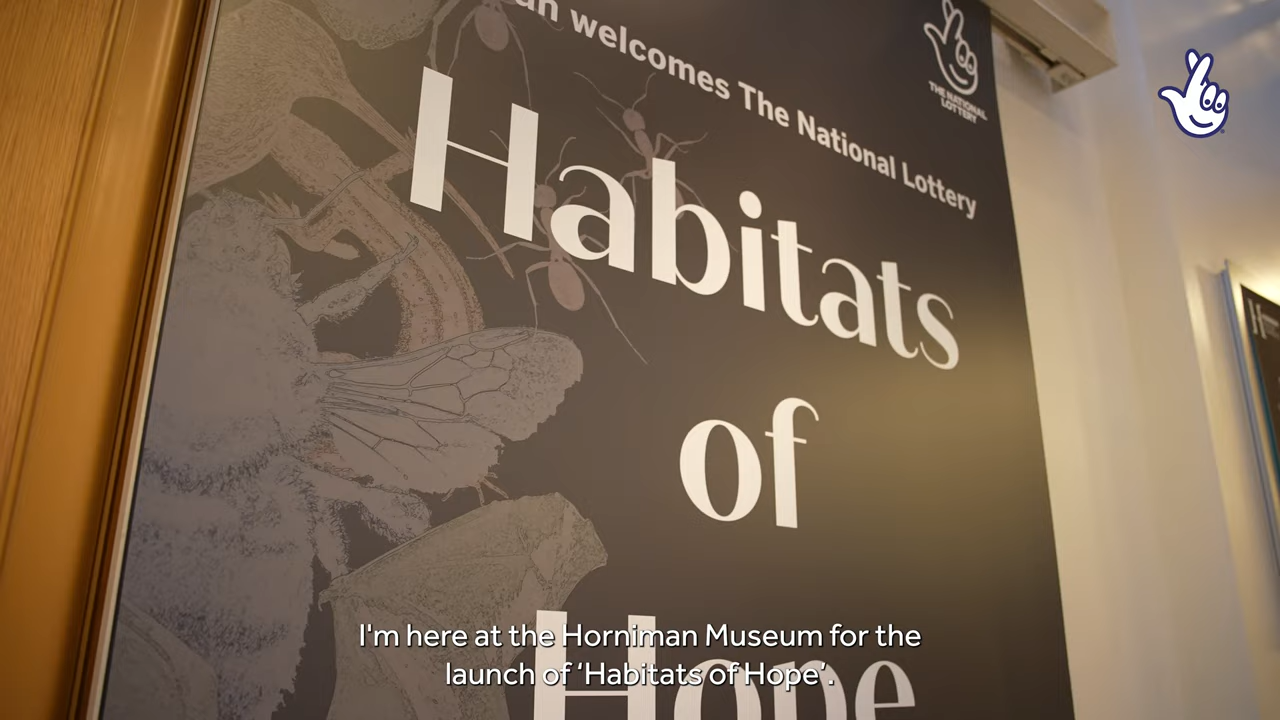 welcomes The National Lottery
THE NATIONAL
LOTTERY
Habitats
of
Hope
I'm here at the Horniman Museum for the
launch of ‘Habitats of Hope’.